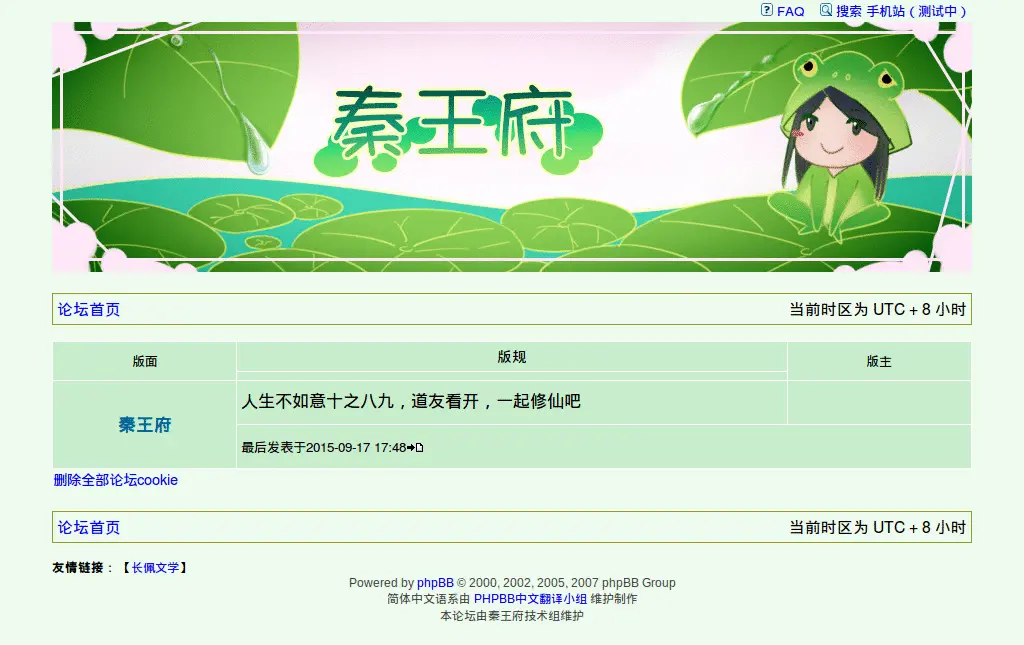 FAQ 搜索 手机站（测试中）
秦王府
论坛首页 当前时区为 UTC + 8 小时
版面 版规 版主
秦王府 人生不如意十之八九，道友看开，一起修仙吧
最后发表于2015-09-17 17:48
删除全部论坛cookie
论坛首页 当前时区为 UTC + 8 小时
友情链接：【长佩文学】
Powered by phpBB © 2000, 2002, 2005, 2007 phpBB Group
简体中文语系由 PHPBB中文翻译小组 维护制作
本论坛由秦王府技术组维护